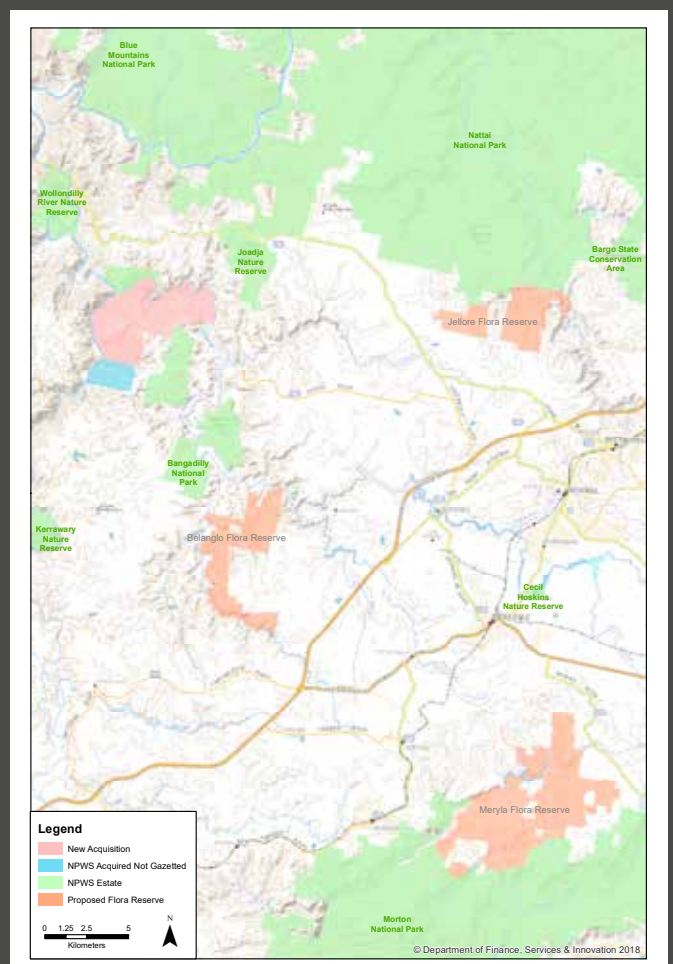 Blue
Mountains
National Park
Nattai
National Park
Wollondilly
River Nature
Reserve
Joadja
Nature
Reserve
Bargo State
Conservation
Area
Jellore Flora Reserve
Bangadilly
National
Park
Kerrawary
Nature
Reserve
Belanglo Flora Reserve
Cecil
Hoskins
Nature Reserve
Meryla Flora Reserve
Morton
National Park
Legend
New Acquisition
NPWS Acquired Not Gazetted
NPWS Estate
Proposed Flora Reserve
0 1.25 2.5 5
Kilometers
N
© Department of Finance, Services & Innovation 2018